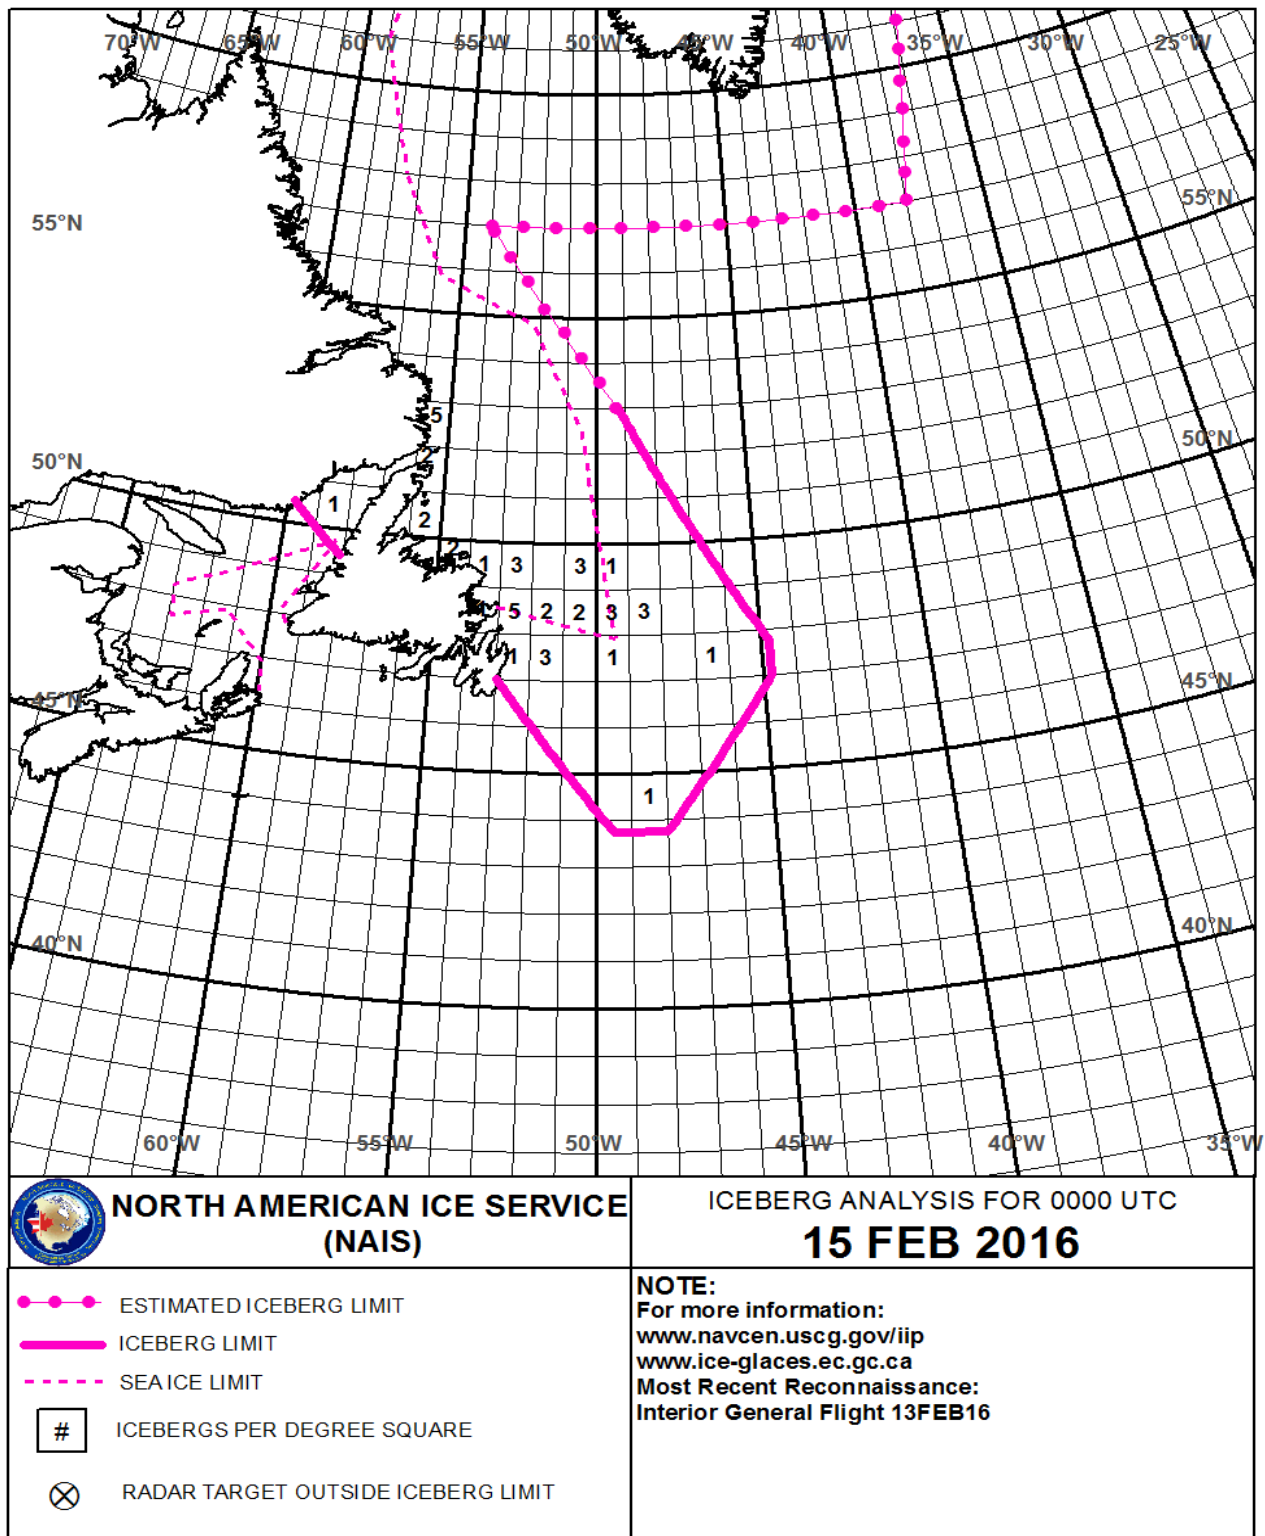 70°W 65°W 60°W 55°W 50°W 45°W 40°W 35°W 30°W 25°W
55°N 55°N
5
50°N 50°N
2
1
2
2
1 3 3 1
5 2 2 3 3
1 3 1 1
45°N 45°N
1
40°N 40°N
60°W 55°W 50°W 45°W 40°W 35°W
NORTH AMERICAN ICE SERVICE
(NAIS)
ICEBERG ANALYSIS FOR 0000 UTC
15 FEB 2016
ESTIMATED ICEBERG LIMIT
ICEBERG LIMIT
SEA ICE LIMIT
# ICEBERGS PER DEGREE SQUARE
RADAR TARGET OUTSIDE ICEBERG LIMIT
NOTE:
For more information:
www.navcen.uscg.gov/iip
www.ice-glaces.ec.gc.ca
Most Recent Reconnaissance:
Interior General Flight 13FEB16